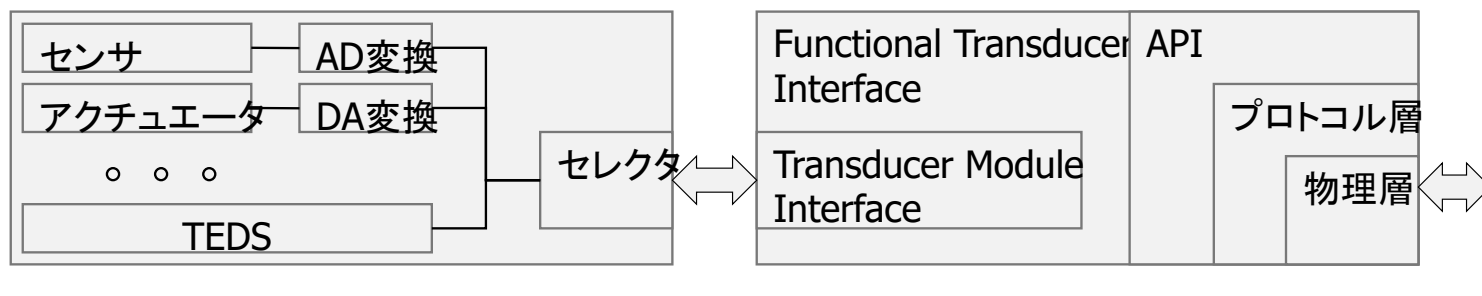 センサ
AD変換
アクチュエータ
DA変換
。。。
TEDS
セレクタ
Functional Transducer
Interface
Transducer Module
Interface
API
プロトコル層
物理層